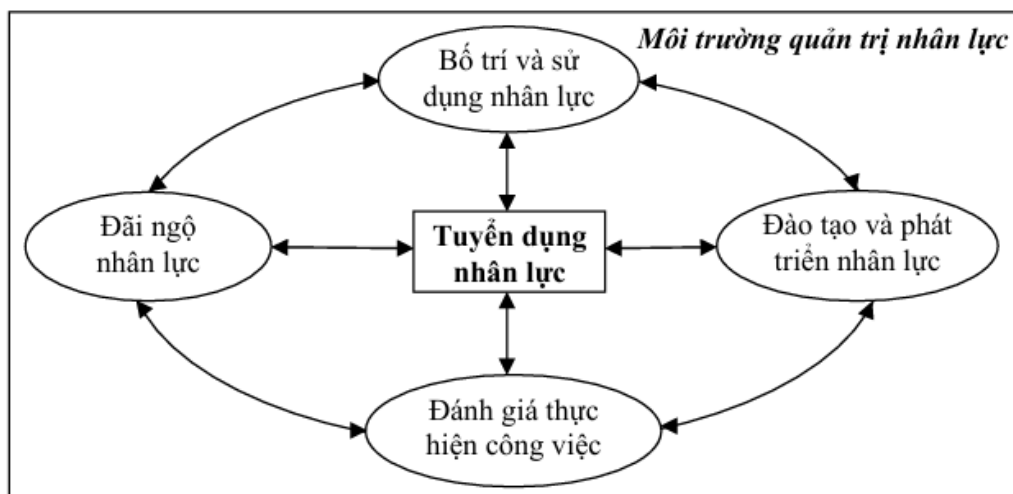 Môi trường quản trị nhân lực
Bố trí và sử
dụng nhân lực
Đãi ngộ
nhân lực
Tuyển dụng
nhân lực
Đào tạo và phát
triển nhân lực
Đánh giá thực
hiện công việc